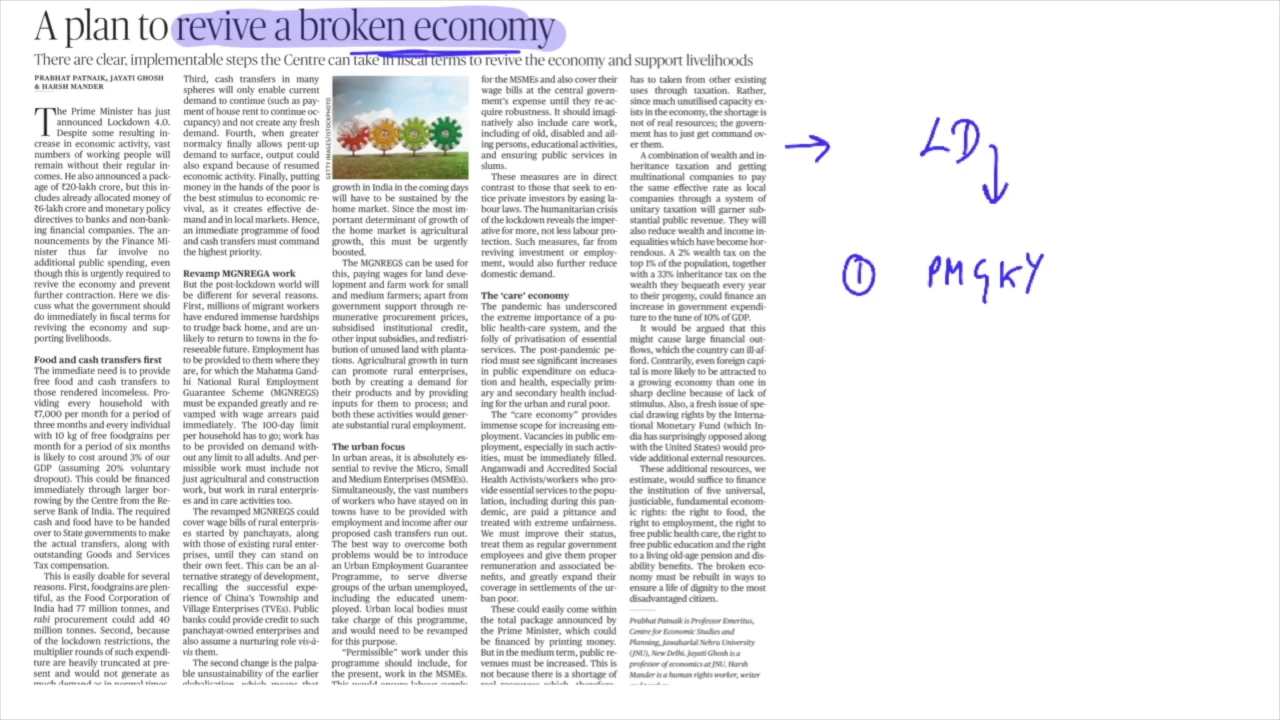 A plan to revive a broken economy
There are clear, implementable steps the Centre can take in fiscal terms to revive the economy and support livelihoods
PRABHAT PATNAIK, JAYATI GHOSH
& HARSH MANDER
The Prime Minister has just
announced Lockdown 4.0.
Despite some resulting in-
crease in economic activity, vast
numbers of working people will
remain without their regular in-
comes. He also announced a pack-
age of ₹20-lakh crore, but this in-
cludes already allocated money of
₹6-lakh crore and monetary policy
directives to banks and non-bank-
ing financial companies. The an-
nouncements by the Finance Mi-
nister thus far involve no
additional public spending, even
though this is urgently required to
revive the economy and prevent
further contraction. Here we dis-
cuss what the government should
do immediately in fiscal terms for
reviving the economy and sup-
porting livelihoods.
Food and cash transfers first
The immediate need is to provide
free food and cash transfers to
those rendered incomeless. Pro-
viding every household with
₹7,000 per month for a period of
three months and every individual
with 10 kg of free foodgrains per
month for a period of six months
is likely to cost around 3% of our
GDP (assuming 20% voluntary
dropout). This could be financed
immediately through larger bor-
rowing by the Centre from the Re-
serve Bank of India. The required
cash and food have to be handed
over to State governments to make
the actual transfers, along with
outstanding Goods and Services
Tax compensation.
This is easily doable for several
reasons. First, foodgrains are plen-
tiful, as the Food Corporation of
India had 77 million tonnes, and
rabi procurement could add 40
million tonnes. Second, because
of the lockdown restrictions, the
multiplier rounds of such expendi-
ture are heavily truncated at pre-
sent and would not generate as
much demand as in normal times.
Third, cash transfers in many
spheres will only enable current
demand to continue (such as pay-
ment of house rent to continue oc-
cupancy) and not create any fresh
demand. Fourth, when greater
normalcy finally allows pent-up
demand to surface, output could
also expand because of resumed
economic activity. Finally, putting
money in the hands of the poor is
the best stimulus to economic re-
vival, as it creates effective de-
mand and in local markets. Hence,
an immediate programme of food
and cash transfers must command
the highest priority.
Revamp MGNREGA work
But the post-lockdown world will
be different for several reasons.
First, millions of migrant workers
have endured immense hardships
to trudge back home, and are un-
likely to return to towns in the fo-
reseeable future. Employment has
to be provided to them where they
are, for which the Mahatma Gand-
hi National Rural Employment
Guarantee Scheme (MGNREGS)
must be expanded greatly and re-
vamped with wage arrears paid
immediately. The 100-day limit
per household has to go; work has
to be provided on demand with-
out any limit to all adults. And per-
missible work must include not
just agricultural and construction
work, but work in rural enterpris-
es and in care activities too.
The revamped MGNREGS could
cover wage bills of rural enterpris-
es started by panchayats, along
with those of existing rural enter-
prises, until they can stand on
their own feet. This can be an al-
ternative strategy of development,
recalling the successful expe-
rience of China's Township and
Village Enterprises (TVEs). Public
banks could provide credit to such
panchayat-owned enterprises and
also assume a nurturing role vis-à-
vis them.
The second change is the palpa-
ble unsustainability of the earlier
globalisation, which means that
GETTY IMAGES/ISTOCKPHOTO
growth in India in the coming days
will have to be sustained by the
home market. Since the most im-
portant determinant of growth of
the home market is agricultural
growth, this must be urgently
boosted.
The MGNREGS can be used for
this, paying wages for land deve-
lopment and farm work for small
and medium farmers; apart from
government support through re-
munerative procurement prices,
subsidised institutional credit,
other input subsidies, and redistri-
bution of unused land with planta-
tions. Agricultural growth in turn
can promote rural enterprises,
both by creating a demand for
their products and by providing
inputs for them to process; and
both these activities would gener-
ate substantial rural employment.
The urban focus
In urban areas, it is absolutely es-
sential to revive the Micro, Small
and Medium Enterprises (MSMEs).
Simultaneously, the vast numbers
of workers who have stayed on in
towns have to be provided with
employment and income after our
proposed cash transfers run out.
The best way to overcome both
problems would be to introduce
an Urban Employment Guarantee
Programme, to serve diverse
groups of the urban unemployed,
including the educated unem-
ployed. Urban local bodies must
take charge of this programme,
and would need to be revamped
for this purpose.
"Permissible" work under this
programme should include, for
the present, work in the MSMEs.
This would ensure labour supply
for the MSMEs and also cover their
wage bills at the central govern-
ment's expense until they re-ac-
quire robustness. It should imagi-
natively also include care work,
including of old, disabled and ail-
ing persons, educational activities,
and ensuring public services in
slums.
These measures are in direct
contrast to those that seek to en-
tice private investors by easing la-
bour laws. The humanitarian crisis
of the lockdown reveals the imper-
ative for more, not less labour pro-
tection. Such measures, far from
reviving investment or employ-
ment, would also further reduce
domestic demand.
The 'care' economy
The pandemic has underscored
the extreme importance of a pu-
blic health-care system, and the
folly of privatisation of essential
services. The post-pandemic pe-
riod must see significant increases
in public expenditure on educa-
tion and health, especially prim-
ary and secondary health includ-
ing for the urban and rural poor.
The "care economy" provides
immense scope for increasing em-
ployment. Vacancies in public em-
ployment, especially in such activ-
ities, must be immediately filled.
Anganwadi and Accredited Social
Health Activists/workers who pro-
vide essential services to the popu-
lation, including during this pan-
demic, are paid a pittance and
treated with extreme unfairness.
We must improve their status,
treat them as regular government
employees and give them proper
remuneration and associated be-
nefits, and greatly expand their
coverage in settlements of the ur-
ban poor.
These could easily come within
the total package announced by
the Prime Minister, which could
be financed by printing money.
But in the medium term, public re-
venues must be increased. This is
not because there is a shortage of
real resources which, therefore,
has to taken from other existing
uses through taxation. Rather,
since much unutilised capacity ex-
ists in the economy, the shortage is
not of real resources; the govern-
ment has to just get command ov-
er them.
A combination of wealth and in-
heritance taxation and getting
multinational companies to pay
the same effective rate as local
companies through a system of
unitary taxation will garner sub-
stantial public revenue. They will
also reduce wealth and income in-
equalities which have become hor-
rendous. A 2% wealth tax on the
top 1% of the population, together
with a 33% inheritance tax on the
wealth they bequeath every year
to their progeny, could finance an
increase in government expendi-
ture to the tune of 10% of GDP.
It would be argued that this
might cause large financial out-
flows, which the country can ill-af-
ford. Contrarily, even foreign capi-
tal is more likely to be attracted to
a growing economy than one in
sharp decline because of lack of
stimulus. Also, a fresh issue of spe-
cial drawing rights by the Interna-
tional Monetary Fund (which In-
dia has surprisingly opposed along
with the United States) would pro-
vide additional external resources.
These additional resources, we
estimate, would suffice to finance
the institution of five universal,
justiciable, fundamental econom-
ic rights: the right to food, the
right to employment, the right to
free public health care, the right to
free public education and the right
to a living old-age pension and dis-
ability benefits. The broken eco-
nomy must be rebuilt in ways to
ensure a life of dignity to the most
disadvantaged citizen.
Prabhat Patnaik is Professor Emeritus,
Centre for Economic Studies and
Planning, Jawaharlal Nehru University
(JNU), New Delhi. Jayati Ghosh is a
professor of economics at JNU. Harsh
Mander is a human rights worker, writer
LD
① PMGKY